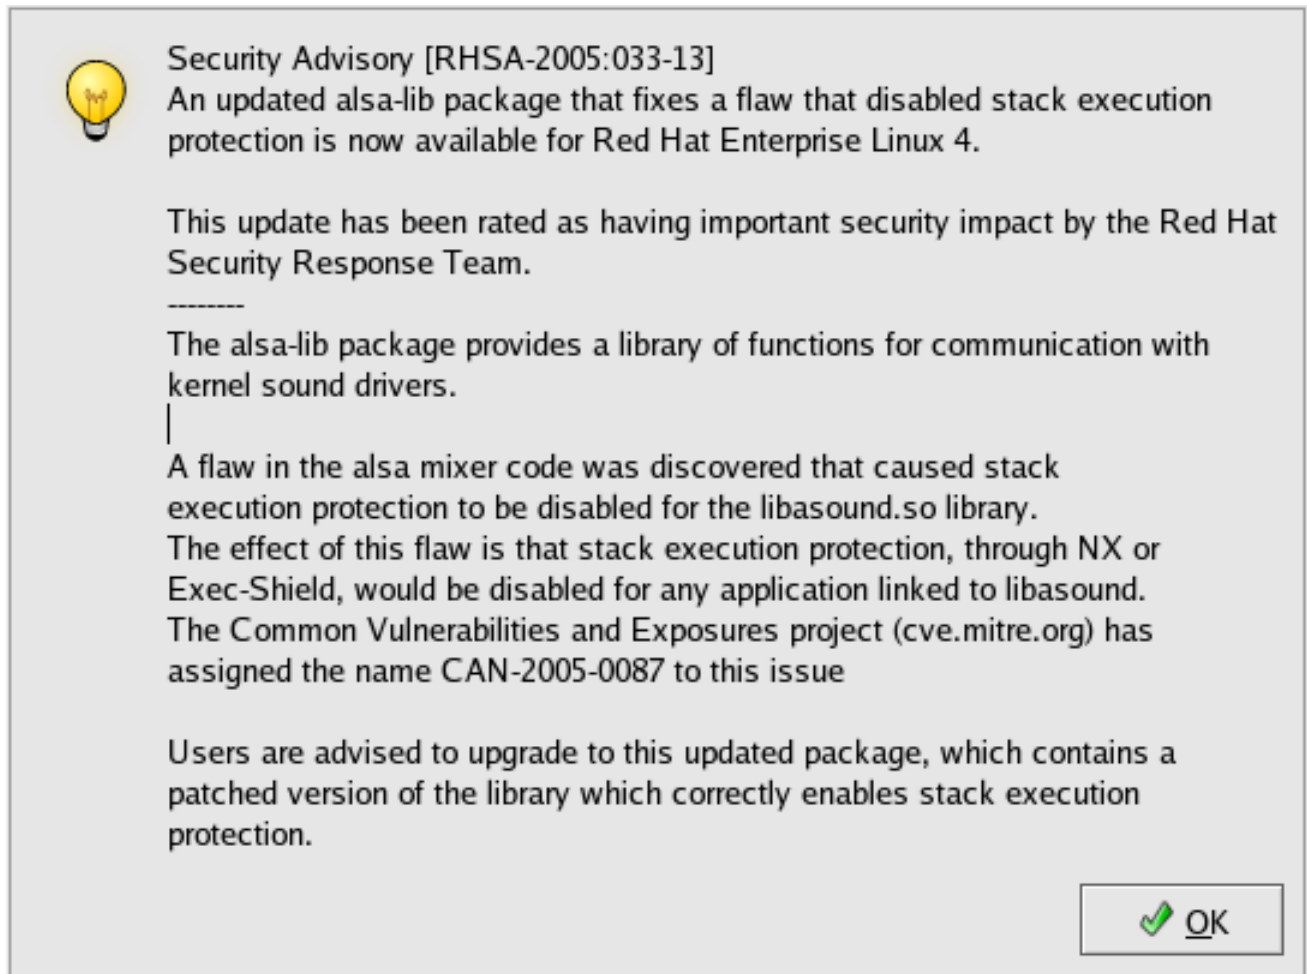 Security Advisory [RHSA-2005:033-13]
An updated alsa-lib package that fixes a flaw that disabled stack execution
protection is now available for Red Hat Enterprise Linux 4.
This update has been rated as having important security impact by the Red Hat
Security Response Team.
--------
The alsa-lib package provides a library of functions for communication with
kernel sound drivers.
A flaw in the alsa mixer code was discovered that caused stack
execution protection to be disabled for the libasound.so library.
The effect of this flaw is that stack execution protection, through NX or
Exec-Shield, would be disabled for any application linked to libasound.
The Common Vulnerabilities and Exposures project (cve.mitre.org) has
assigned the name CAN-2005-0087 to this issue
Users are advised to upgrade to this updated package, which contains a
patched version of the library which correctly enables stack execution
protection.
OK